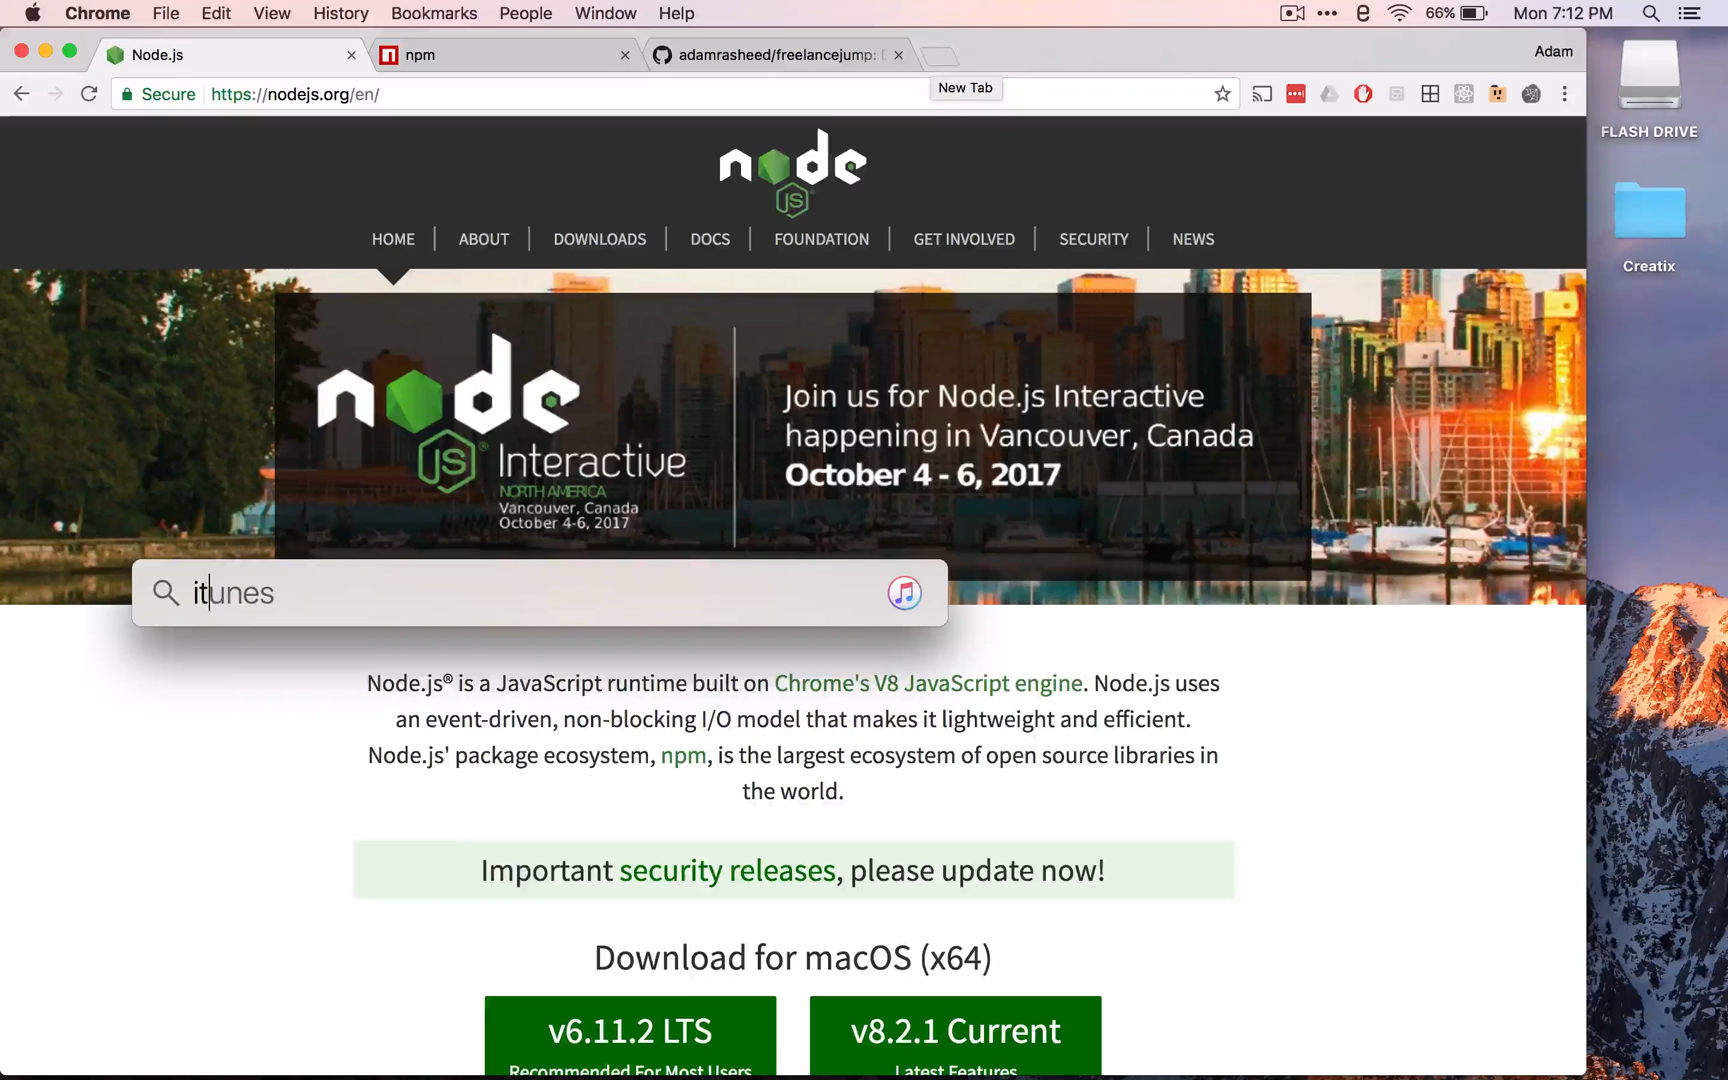 Chrome File Edit View History Bookmarks People Window Help 66% Mon 7:12 PM
Node.js npm adamrasheed/freelancejump: Adam
Secure https://nodejs.org/en/
New Tab
FLASH DRIVE
Creatix
node
JS
HOME ABOUT DOWNLOADS DOCS FOUNDATION GET INVOLVED SECURITY NEWS
node
JS Interactive
NORTH AMERICA
Vancouver, Canada
October 4-6, 2017
Join us for Node.js Interactive
happening in Vancouver, Canada
October 4 - 6, 2017
itunes
Node.js® is a JavaScript runtime built on Chrome's V8 JavaScript engine. Node.js uses
an event-driven, non-blocking I/O model that makes it lightweight and efficient.
Node.js' package ecosystem, npm, is the largest ecosystem of open source libraries in
the world.
Important security releases, please update now!
Download for macOS (x64)
v6.11.2 LTS
Recommended For Most Users
v8.2.1 Current
Latest Features